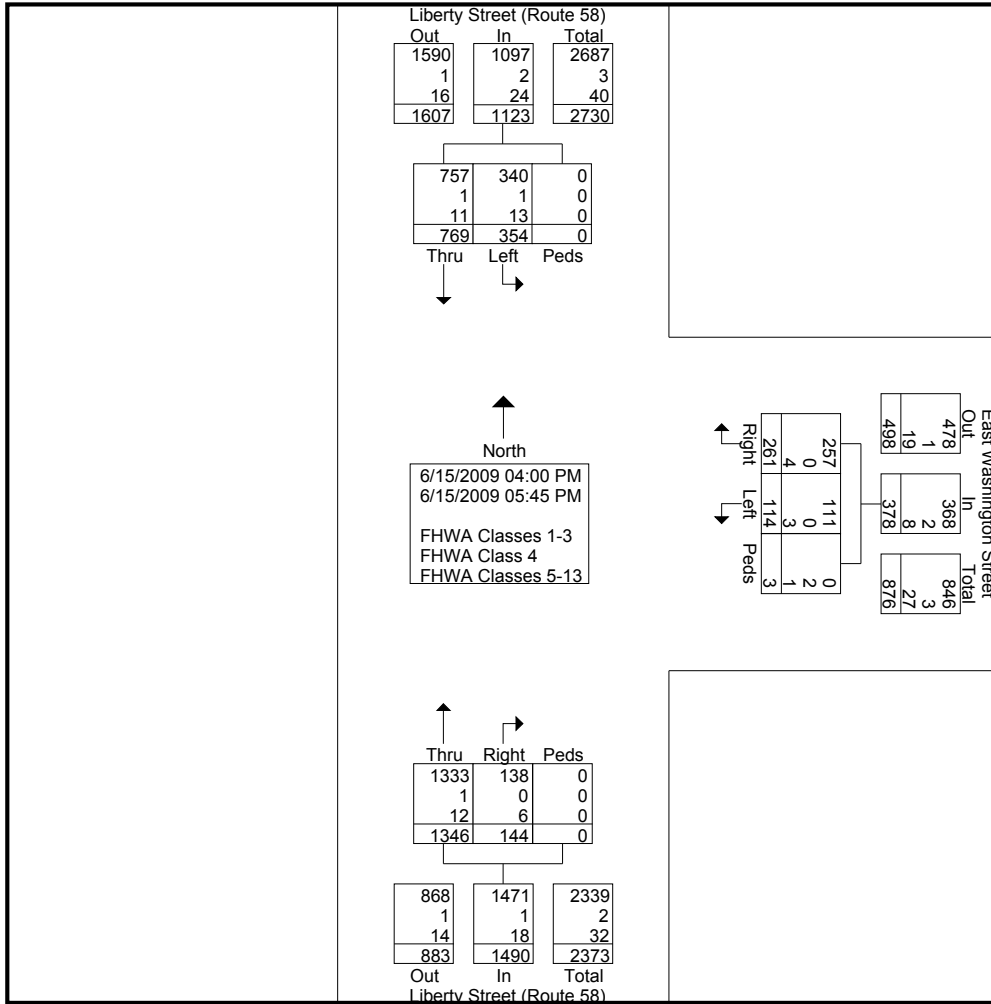 Liberty Street (Route 58)
Out In Total
1590 1097 2687
1 2 3
16 24 40
1607 1123 2730
757 340 0
1 1 0
11 13 0
769 354 0
Thru Left Peds
East Washington Street
Out In Total
478 368 846
1 2 3
19 8 27
498 378 876
257 111 0
0 0 2
4 3 1
261 114 3
Right Left Peds
North
6/15/2009 04:00 PM
6/15/2009 05:45 PM
FHWA Classes 1-3
FHWA Class 4
FHWA Classes 5-13
Thru Right Peds
1333 138 0
1 0 0
12 6 0
1346 144 0
868 1471 2339
1 1 2
14 18 32
883 1490 2373
Out In Total
Liberty Street (Route 58)